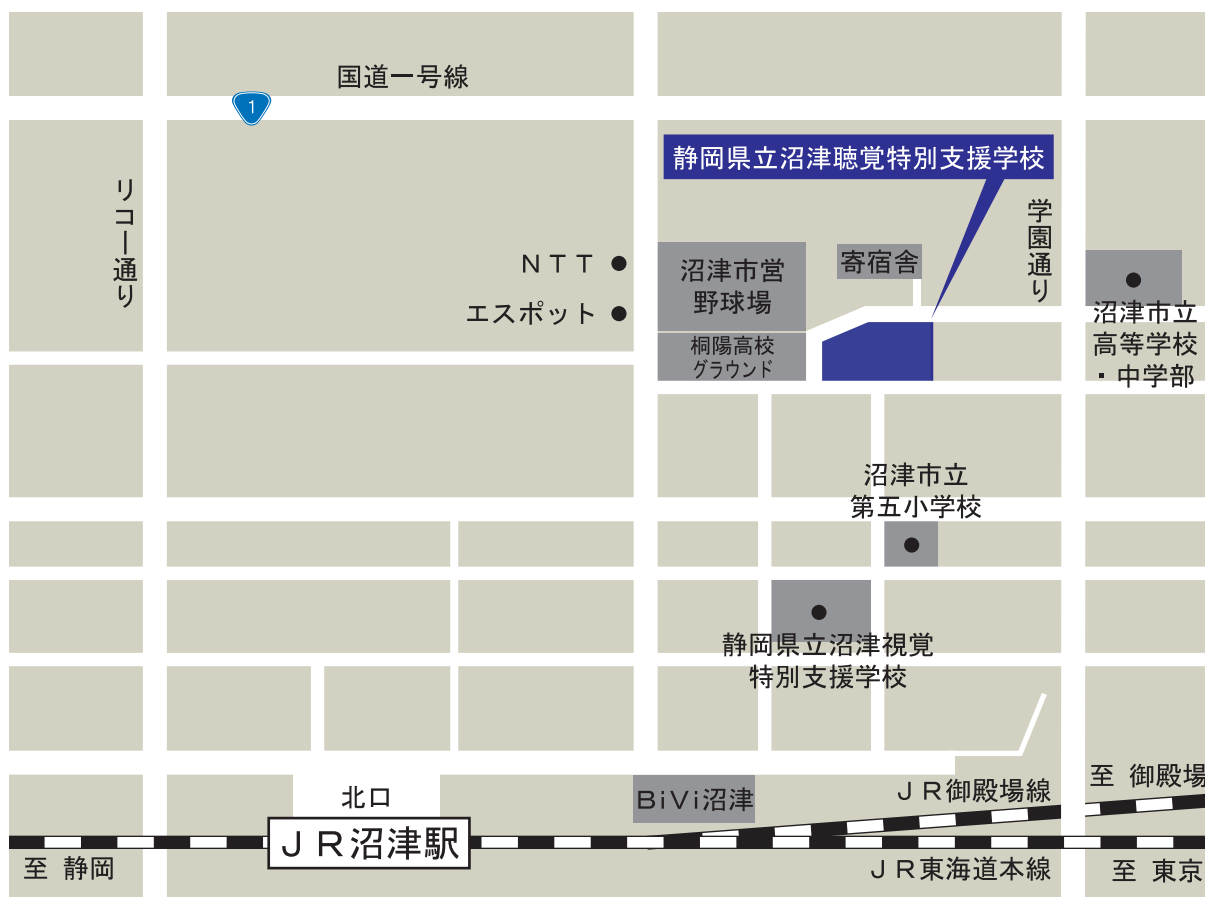 国道一号線
1
静岡県立沼津聴覚特別支援学校
リコー通り
学園通り
NTT
エスポット
沼津市営
野球場
寄宿舎
桐陽高校
グラウンド
沼津市立
高等学校
・中学部
沼津市立
第五小学校
静岡県立沼津視覚
特別支援学校
北口
JR沼津駅
BiVi沼津
JR御殿場線
至 御殿場
至 静岡
JR東海道本線
至 東京